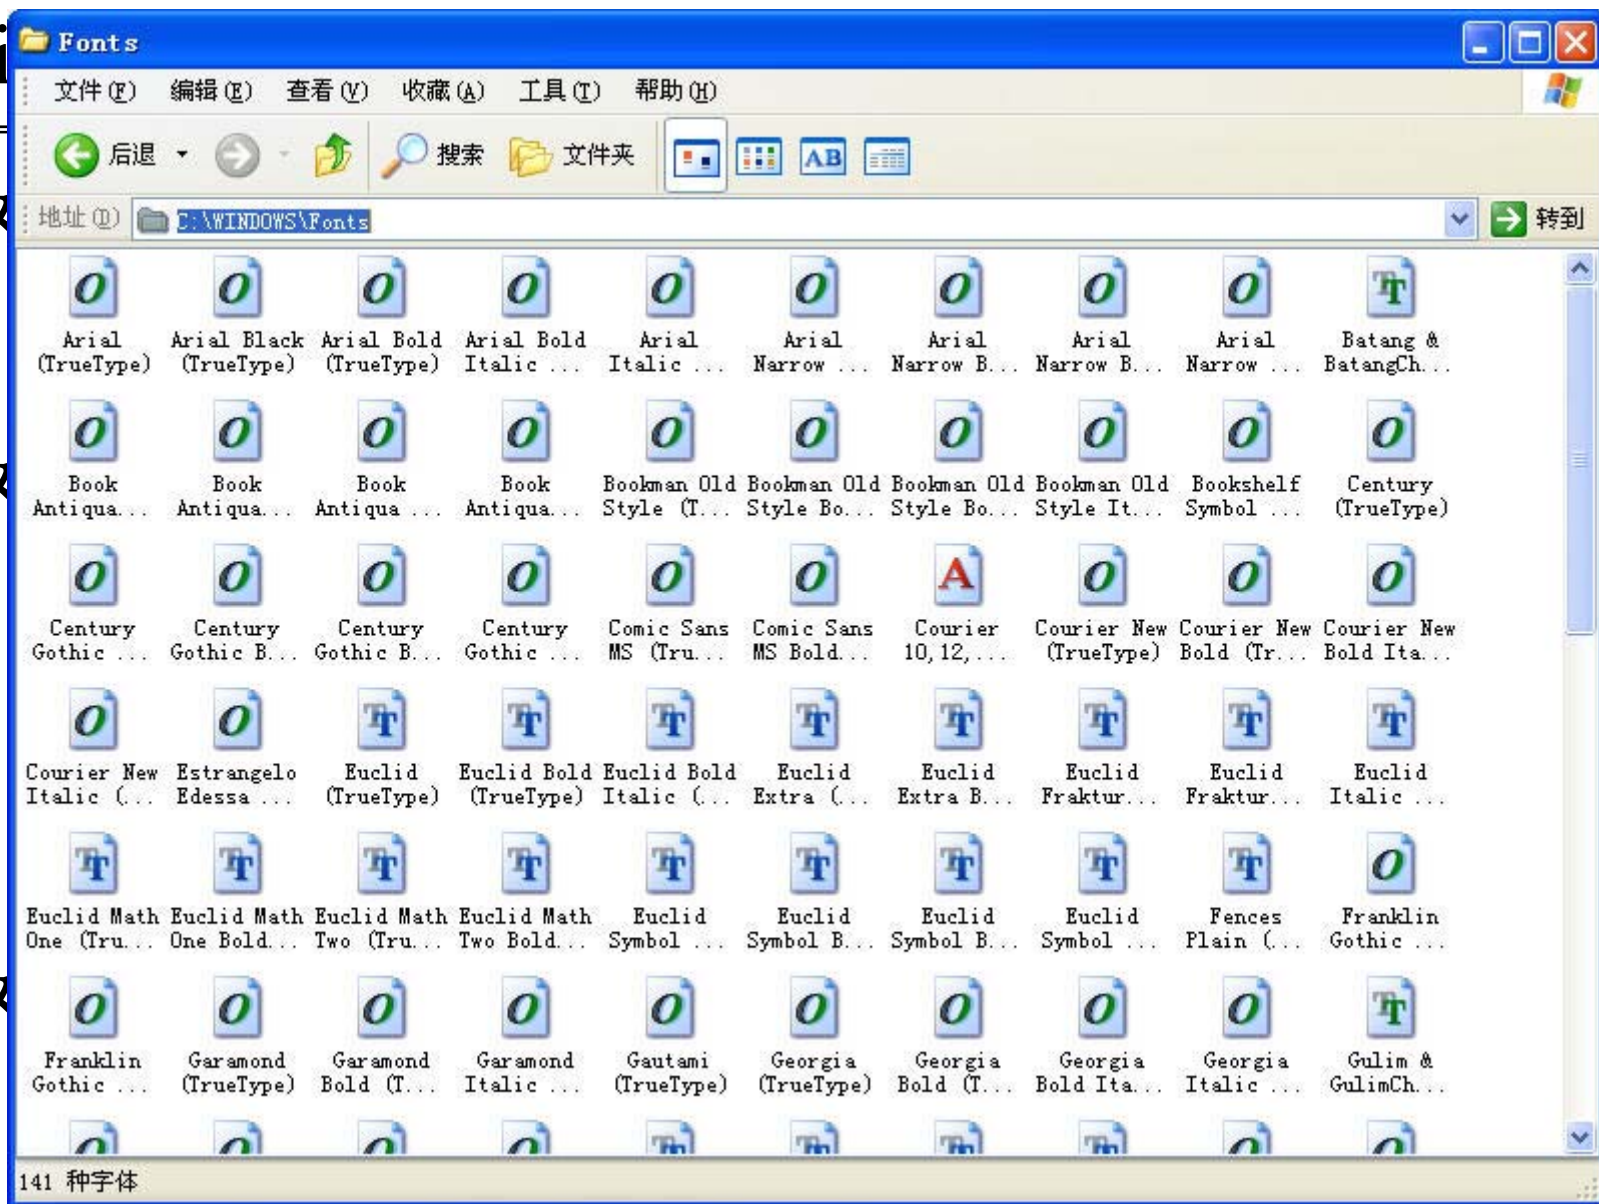 Fonts
文件(F) 编辑(E) 查看(V) 收藏(A) 工具(T) 帮助(H)
后退 搜索 文件夹 AB
地址(D) C:\WINDOWS\Fonts 转到
Arial Arial Black Arial Bold Arial Bold Arial Arial Arial Arial Arial Batang &
(TrueType) (TrueType) (TrueType) Italic ... Italic ... Narrow ... Narrow B... Narrow B... Narrow ... BatangCh...
Book Book Book Book Bookman Old Bookman Old Bookman Old Bookman Old Bookshelf Century
Antiqua... Antiqua... Antiqua ... Antiqua... Style (T... Style Bo... Style Bo... Style It... Symbol ... (TrueType)
Century Century Century Century Comic Sans Comic Sans Courier Courier New Courier New Courier New
Gothic ... Gothic B... Gothic B... Gothic ... MS (Tru... MS Bold... 10,12,... (TrueType) Bold (Tr... Bold Ita...
Courier New Estrangelo Euclid Euclid Bold Euclid Bold Euclid Euclid Euclid Euclid Euclid
Italic (... Edessa ... (TrueType) (TrueType) Italic (... Extra (... Extra B... Fraktur... Fraktur... Italic ...
Euclid Math Euclid Math Euclid Math Euclid Math Euclid Euclid Euclid Euclid Fences Franklin
One (Tru... One Bold... Two (Tru... Two Bold... Symbol ... Symbol B... Symbol B... Symbol ... Plain (... Gothic ...
Franklin Garamond Garamond Garamond Gautami Georgia Georgia Georgia Georgia Gulim &
Gothic ... (TrueType) Bold (T... Italic ... (TrueType) (TrueType) Bold (T... Bold Ita... Italic ... GulimCh...
141 种字体